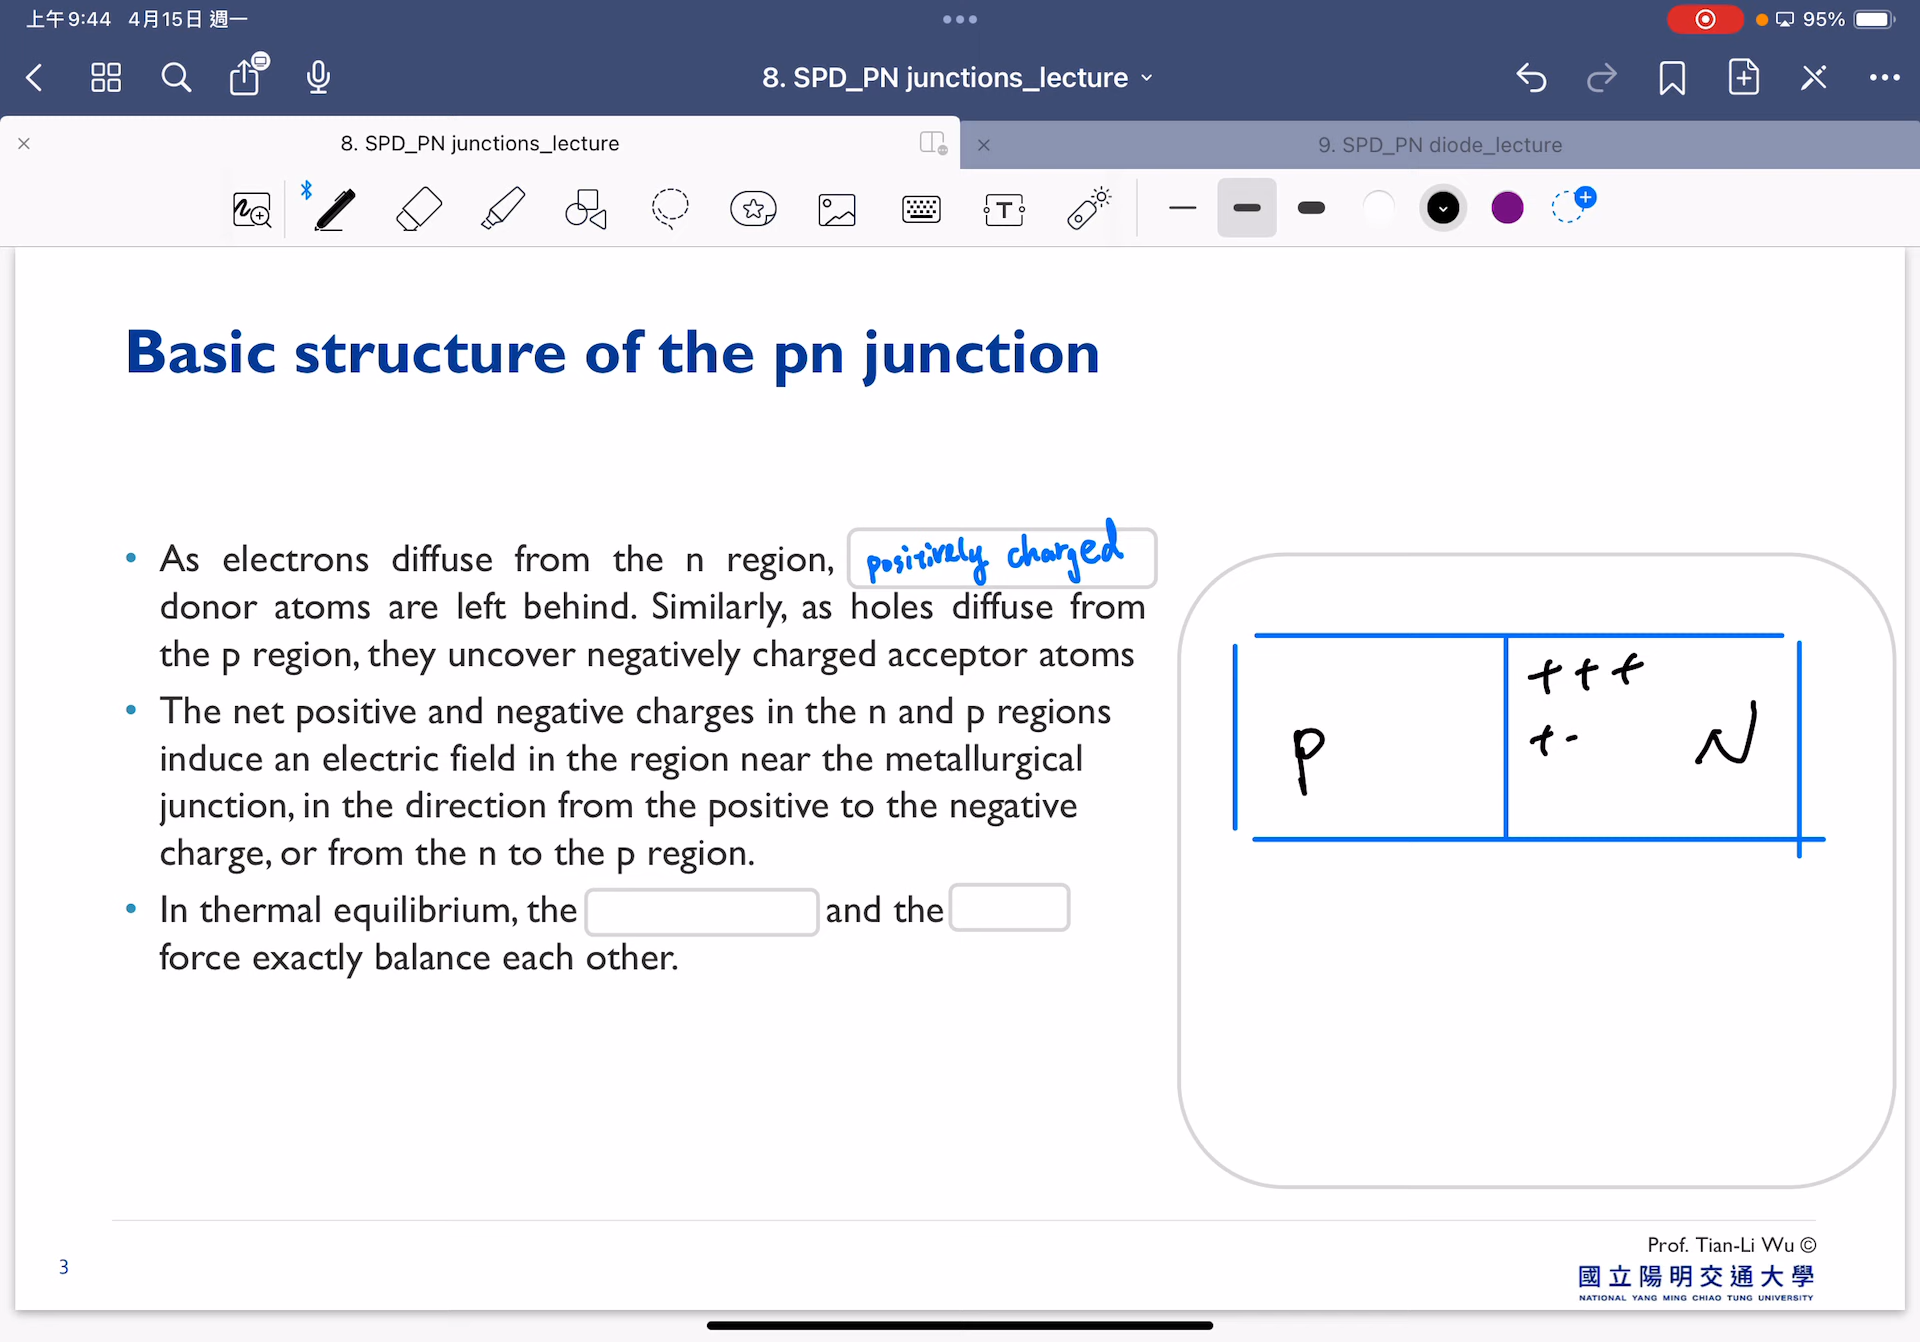 上午9:44 4月15日 週一
95%
8. SPD_PN junctions_lecture
8. SPD_PN junctions_lecture
9. SPD_PN diode_lecture
T
Basic structure of the pn junction
• As electrons diffuse from the n region, positively charged
donor atoms are left behind. Similarly, as holes diffuse from
the p region, they uncover negatively charged acceptor atoms
• The net positive and negative charges in the n and p regions
induce an electric field in the region near the metallurgical
junction, in the direction from the positive to the negative
charge, or from the n to the p region.
• In thermal equilibrium, the and the
force exactly balance each other.
+ + +
+ -
P
N
3
Prof. Tian-Li Wu ©
國立陽明交通大學
NATIONAL YANG MING CHIAO TUNG UNIVERSITY